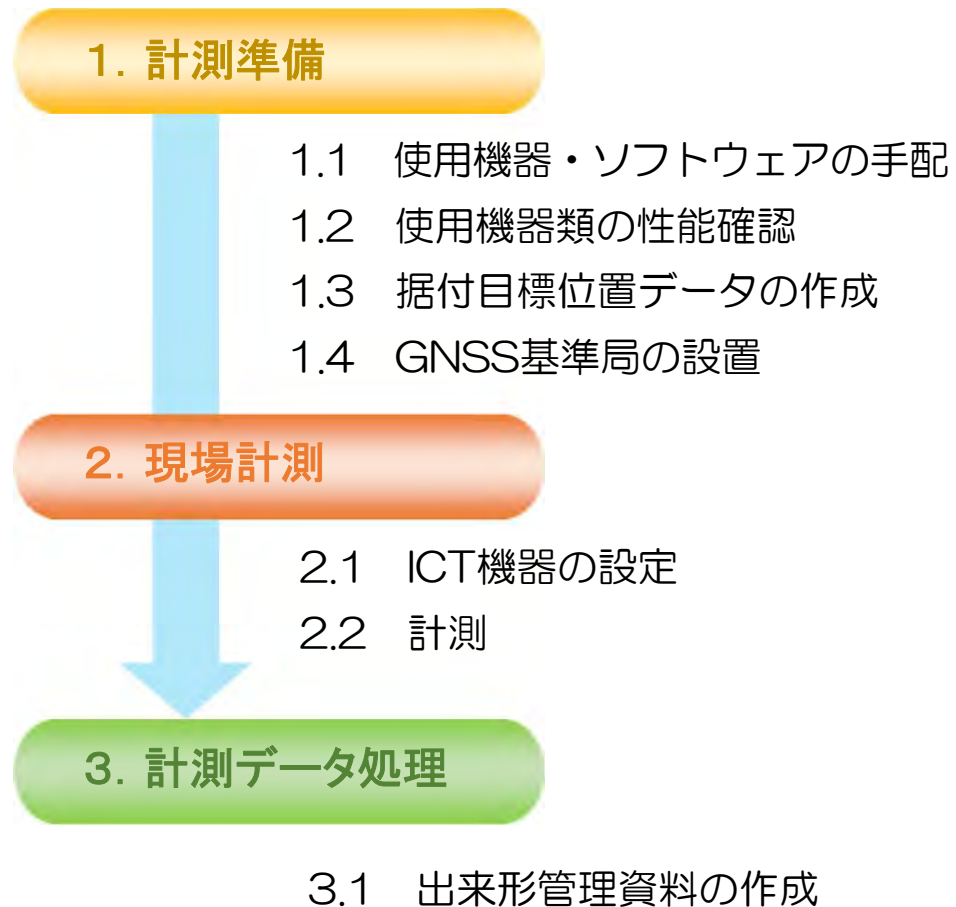 １．計測準備
1.1　使用機器・ソフトウェアの手配
1.2　使用機器類の性能確認
1.3　据付目標位置データの作成
1.4　GNSS基準局の設置
２．現場計測
2.1　ICT機器の設定
2.2　計測
３．計測データ処理
3.1　出来形管理資料の作成